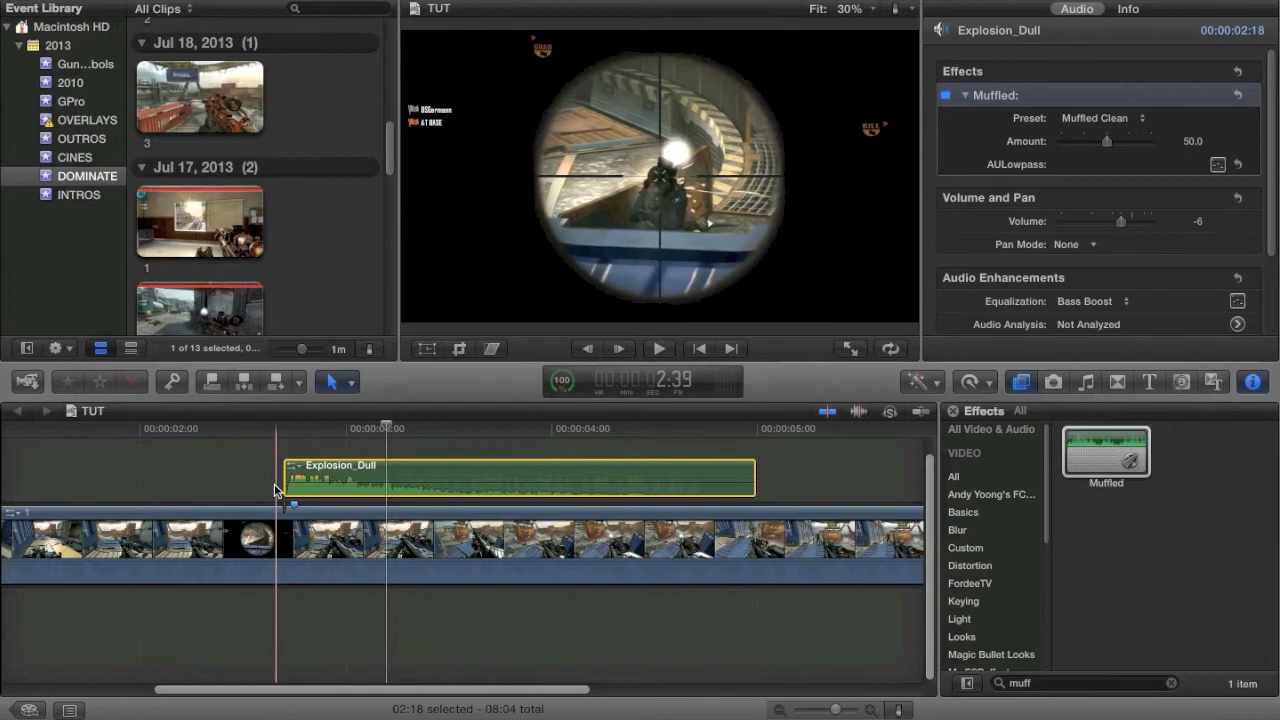 Event Library
All Clips
TUT
Fit: 30%
Audio
Info
Macintosh HD
2013
Gun...bols
2010
GPro
OVERLAYS
OUTROS
CINES
DOMINATE
INTROS
2
Jul 18, 2013 (1)
3
Jul 17, 2013 (2)
1
1 of 13 selected, 0...
1m
GRAB
AT BASE
KILL
Explosion_Dull
00:00:02:18
Effects
Muffled:
Preset: Muffled Clean
Amount: 50.0
AULowpass:
Volume and Pan
Volume: -6
Pan Mode: None
Audio Enhancements
Equalization: Bass Boost
Audio Analysis: Not Analyzed
100
%
00:00:02:39
HR MIN SEC FR
TUT
00:00:02:00
00:00:04:00
00:00:05:00
Explosion_Dull
1
Effects All
All Video & Audio
VIDEO
All
Andy Yoong's FC...
Basics
Blur
Custom
Distortion
FordeeTV
Keying
Light
Looks
Magic Bullet Looks
Muffled
muff
1 item
02:18 selected - 08:04 total